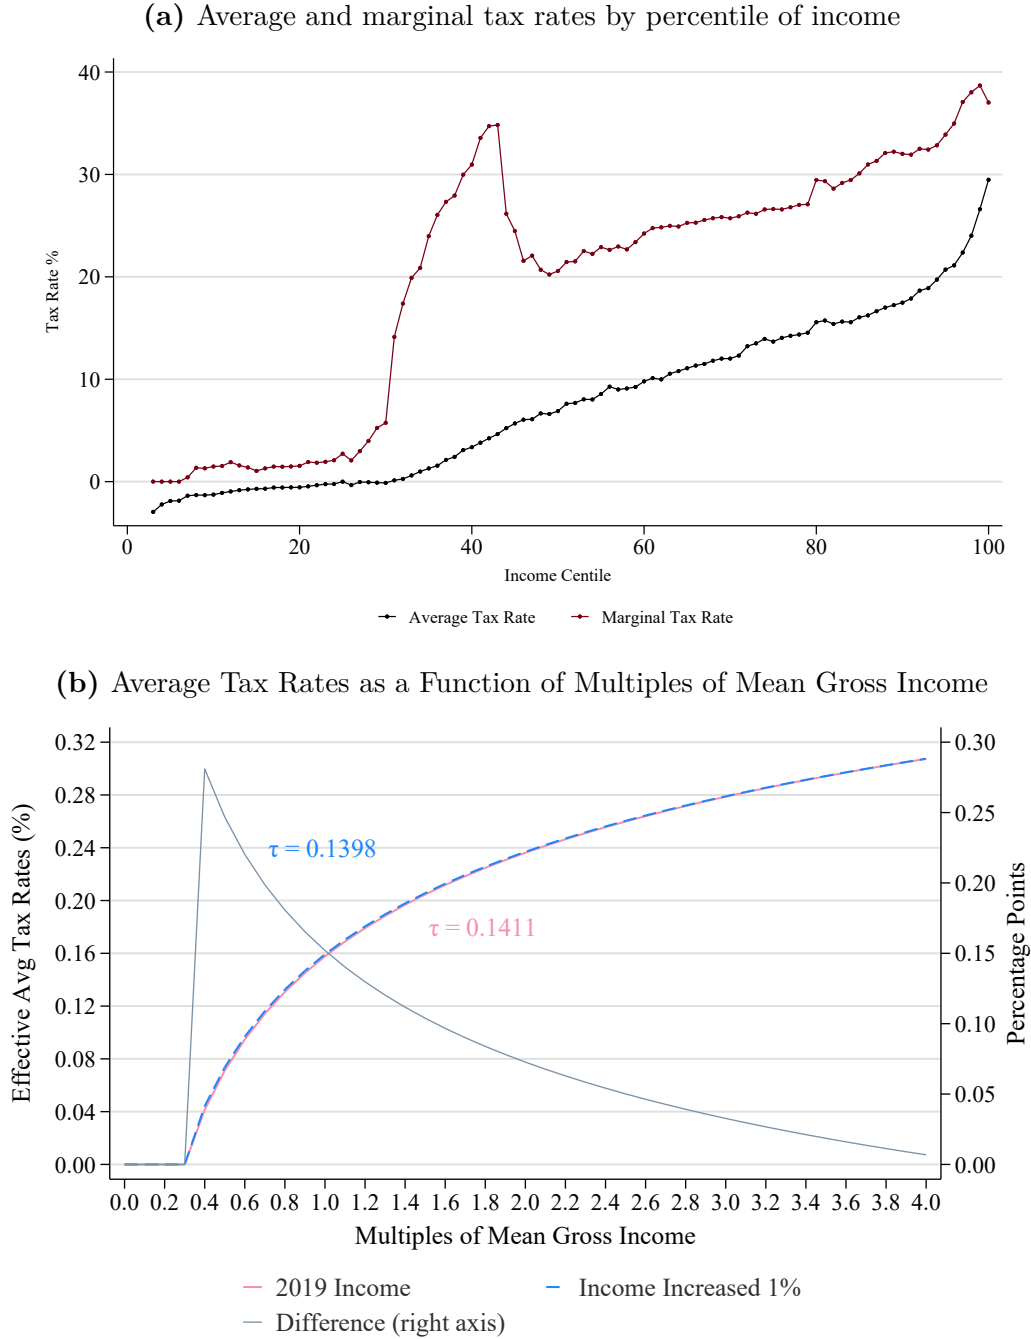 (a) Average and marginal tax rates by percentile of income
40
30
20
10
0
Tax Rate %
0 20 40 60 80 100
Income Centile
Average Tax Rate Marginal Tax Rate
(b) Average Tax Rates as a Function of Multiples of Mean Gross Income
0.32
0.28
0.24
0.20
0.16
0.12
0.08
0.04
0.00
Effective Avg Tax Rates (%)
τ = 0.1398
τ = 0.1411
0.30
0.25
0.20
0.15
0.10
0.05
0.00
Percentage Points
0.0 0.2 0.4 0.6 0.8 1.0 1.2 1.4 1.6 1.8 2.0 2.2 2.4 2.6 2.8 3.0 3.2 3.4 3.6 3.8 4.0
Multiples of Mean Gross Income
2019 Income Income Increased 1%
Difference (right axis)